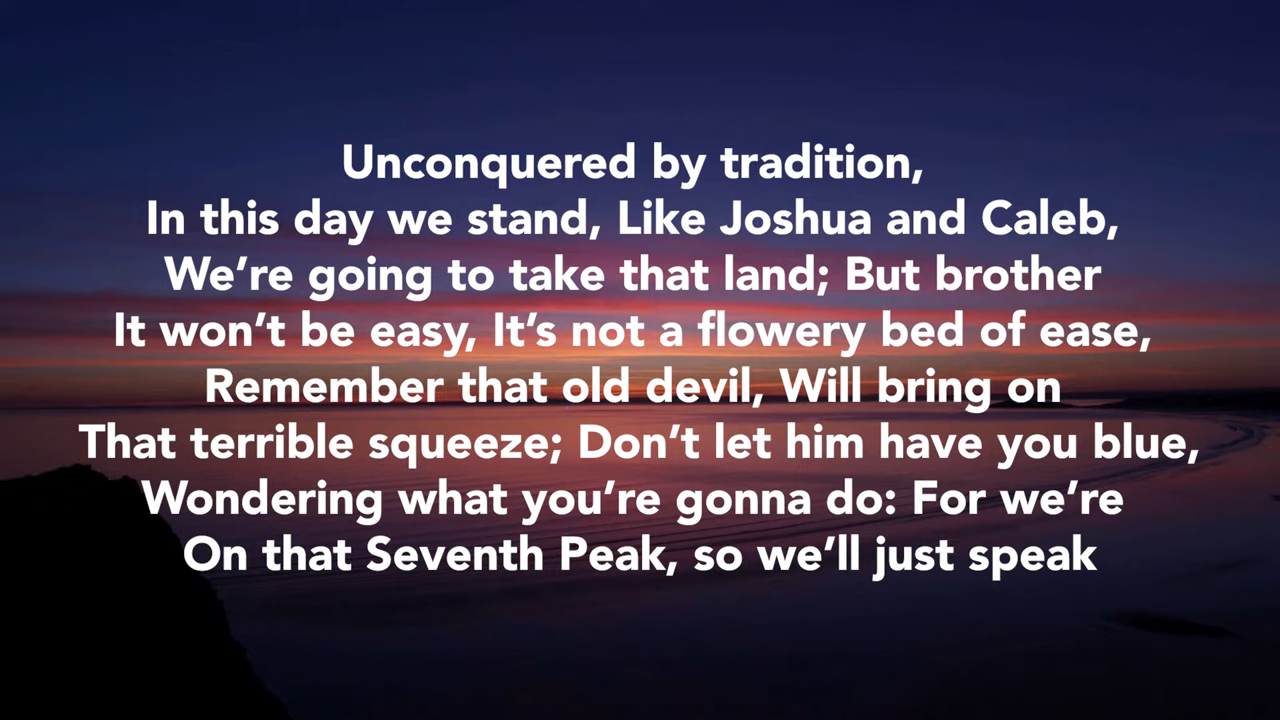 Unconquered by tradition,
In this day we stand, Like Joshua and Caleb,
We’re going to take that land; But brother
It won’t be easy, It’s not a flowery bed of ease,
Remember that old devil, Will bring on
That terrible squeeze; Don’t let him have you blue,
Wondering what you’re gonna do: For we’re
On that Seventh Peak, so we’ll just speak